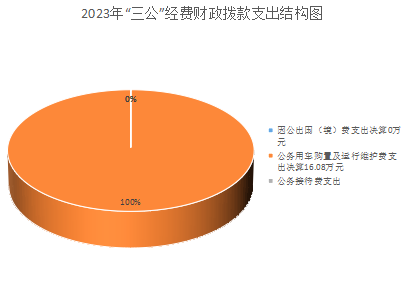 2023年“三公”经费财政拨款支出结构图
0%
100%
因公出国（境）费支出决算0万
元
公务用车购置及运行维护费支
出决算16.08万元
公务接待费支出